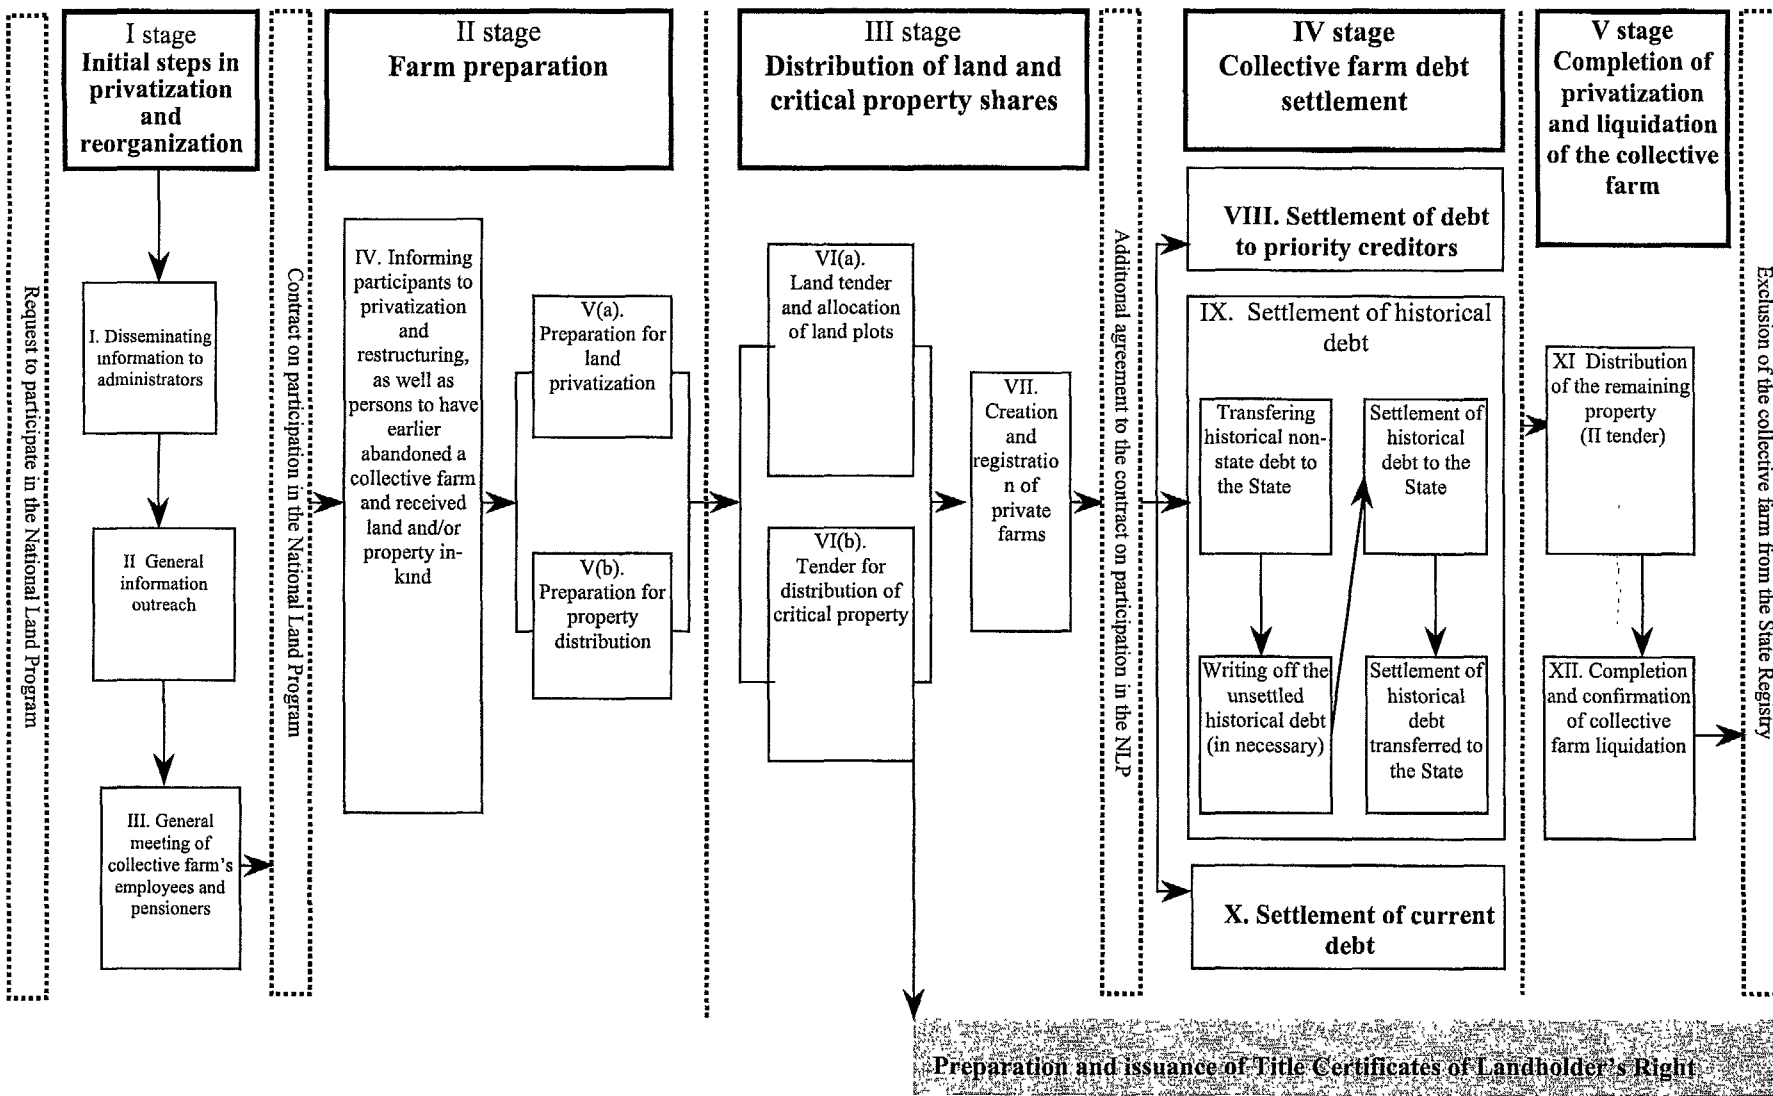 Request to participate in the National Land Program
I stage
Initial steps in
privatization
and
reorganization
I. Disseminating
information to
administrators
II General
information
outreach
III. General
meeting of
collective farm's
employees and
pensioners
Contract on participation in the National Land Program
II stage
Farm preparation
IV. Informing
participants to
privatization
and
restructuring,
as well as
persons to have
earlier
abandoned a
collective farm
and received
land and/or
property in-
kind
V(a).
Preparation for
land
privatization
V(b).
Preparation for
property
distribution
III stage
Distribution of land and
critical property shares
VI(a).
Land tender
and allocation
of land plots
VI(b).
Tender for
distribution of
critical property
VII.
Creation
and
registratio
n of
private
farms
Additional agreement to the contract on participation in the NLP
IV stage
Collective farm debt
settlement
VIII. Settlement of debt
to priority creditors
IX. Settlement of historical
debt
Transfering
historical non-
state debt to
the State
Writing off the
unsettled
historical debt
(in necessary)
Settlement of
historical
debt to the
State
Settlement of
historical
debt
transferred to
the State
X. Settlement of current
debt
V stage
Completion of
privatization
and liquidation
of the collective
farm
XI Distribution
of the remaining
property
(II tender)
XII. Completion
and confirmation
of collective
farm liquidation
Exclusion of the collective farm from the State Registry
Preparation and issuance of Title Certificates of Landholder's Right